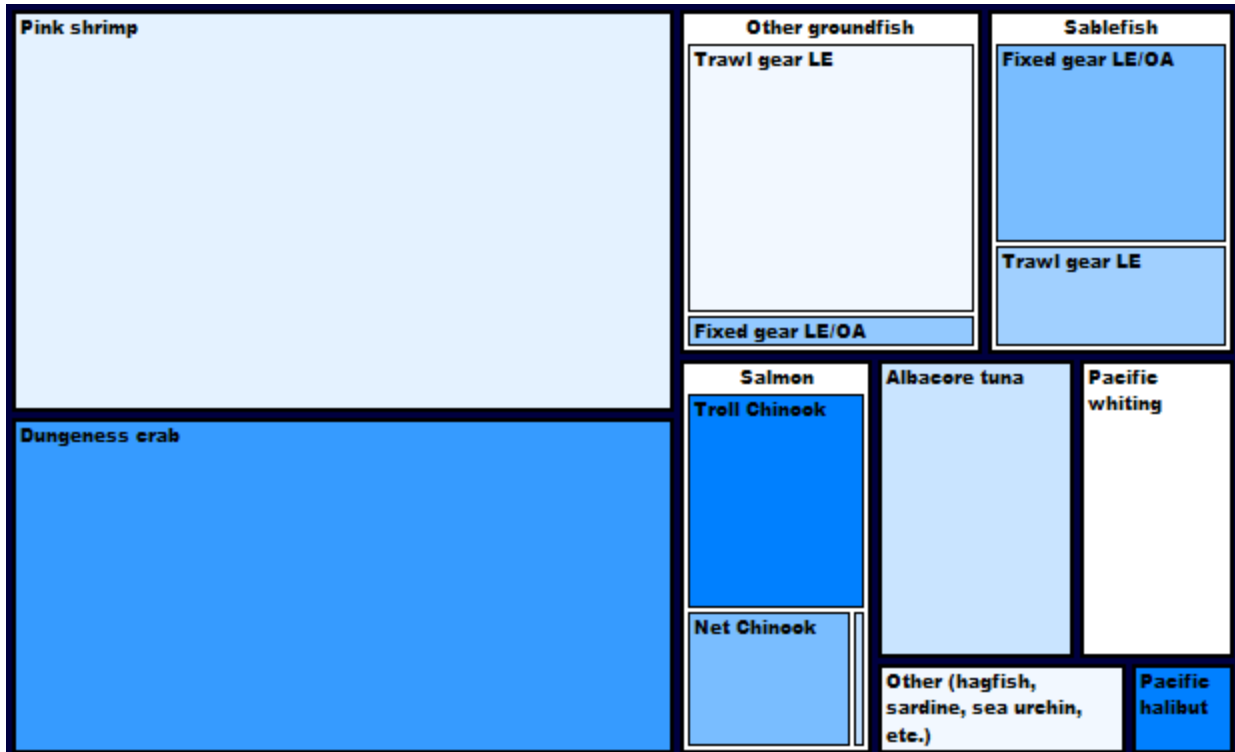 Pink shrimp
Dungeness crab
Other groundfish
Trawl gear LE
Fixed gear LE/OA
Sablefish
Fixed gear LE/OA
Trawl gear LE
Salmon
Troll Chinook
Net Chinook
Albacore tuna
Pacific
whiting
Other (hagfish,
sardine, sea urchin,
etc.)
Pacific
halibut